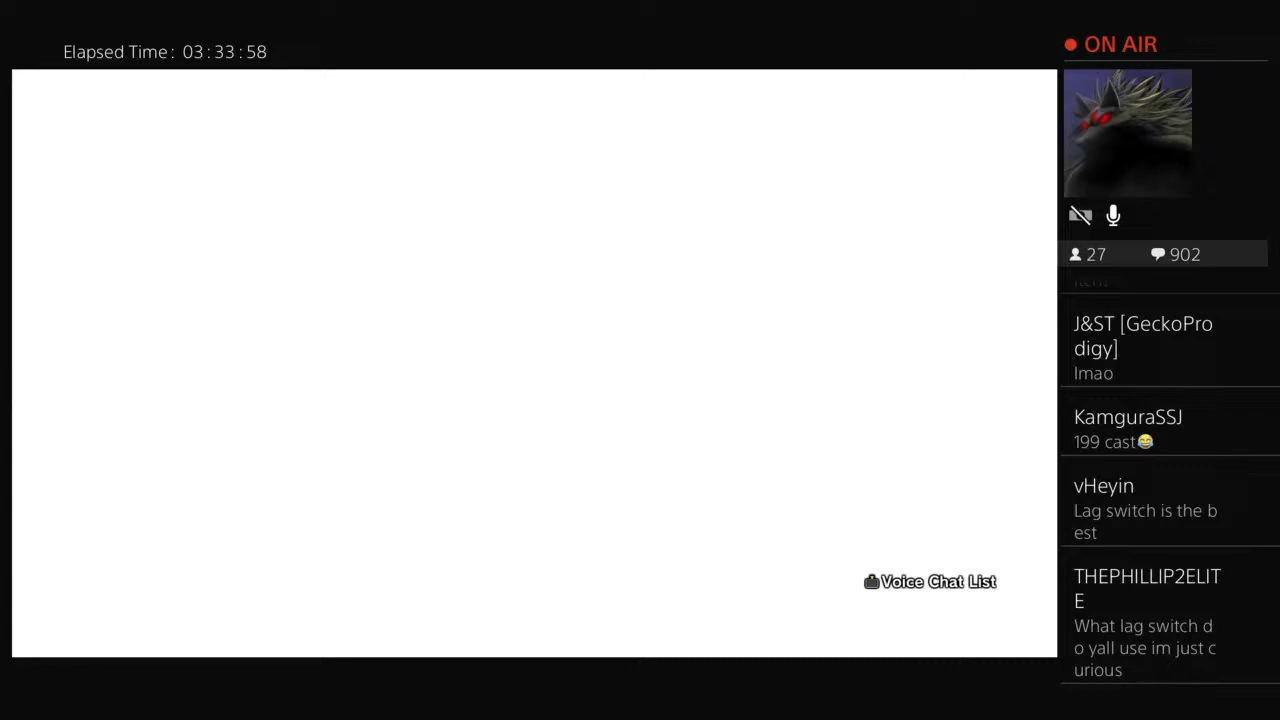 Elapsed Time: 03:33:58
ON AIR
27 902
J&ST [GeckoPro
digy]
lmao
KamguraSSJ
199 cast😂
vHeyin
Lag switch is the b
est
THEPHILLIP2ELIT
E
What lag switch d
o yall use im just c
urious
Voice Chat List